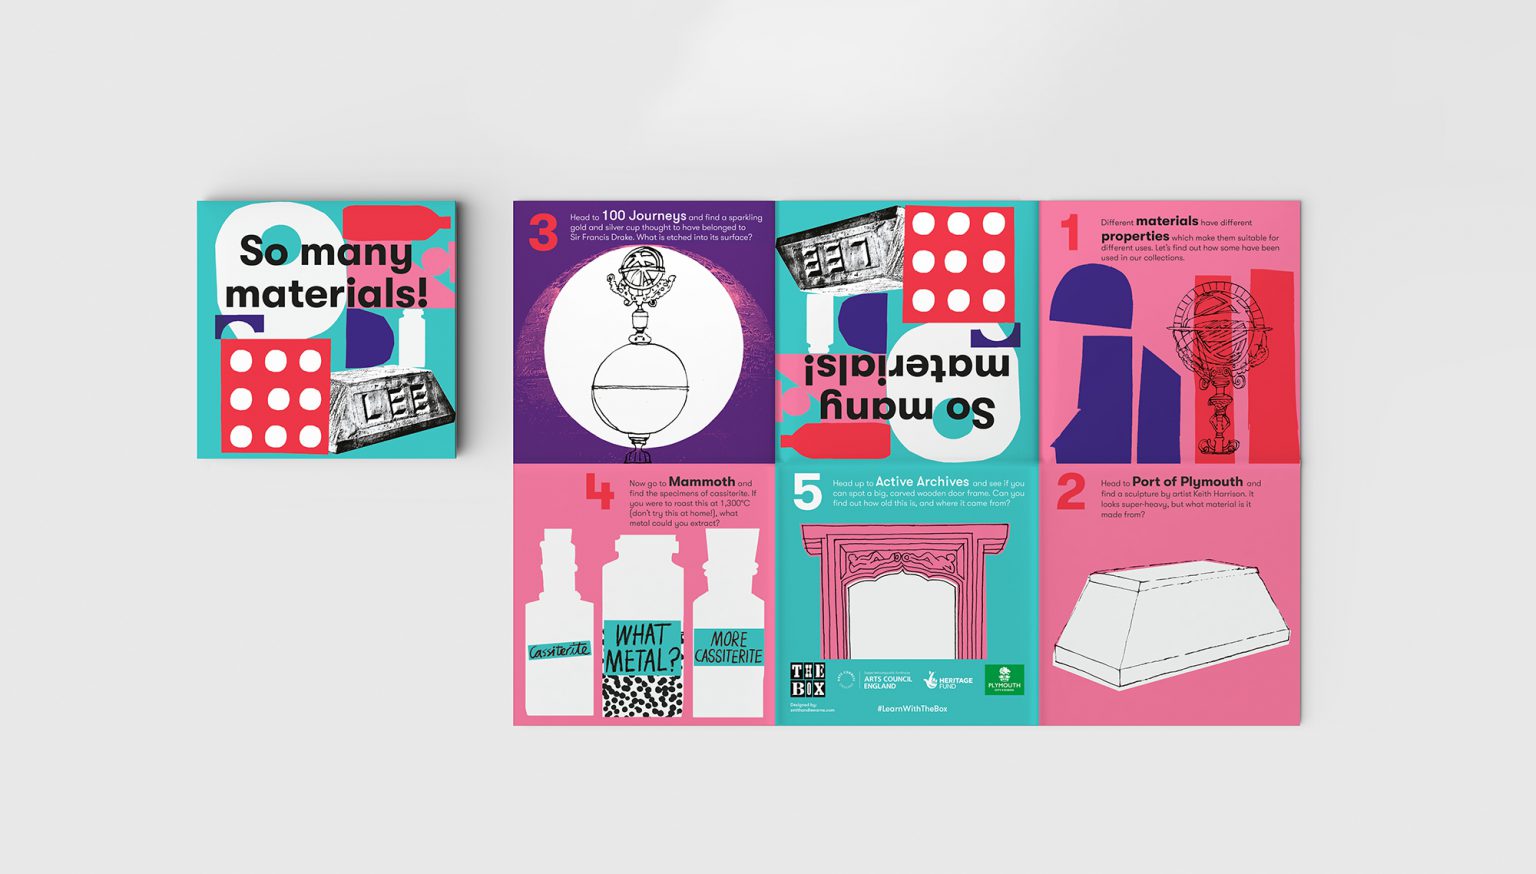 So many
materials!
LEE
3
Head to 100 Journeys and find a sparkling
gold and silver cup thought to have belonged to
Sir Francis Drake. What is etched into its surface?
LEE
So many
materials!
1
Different materials have different
properties which make them suitable for
different uses. Let's find out how some have been
used in our collections.
4
Now go to Mammoth and
find the specimens of cassiterite. If
you were to roast this at 1,300°C
(don't try this at home!), what
metal could you extract?
Cassiterite
WHAT
METAL?
MORE
CASSITERITE
5
Head up to Active Archives and see if you
can spot a big, carved wooden door frame. Can you
find out how old this is, and where it came from?
THE
BOX
ARTS COUNCIL
ENGLAND
HERITAGE
FUND
PLYMOUTH
CITY COUNCIL
Designed by:
#LearnWithTheBox
2
Head to Port of Plymouth and
find a sculpture by artist Keith Harrison. it
looks super-heavy, but what material is it
made from?